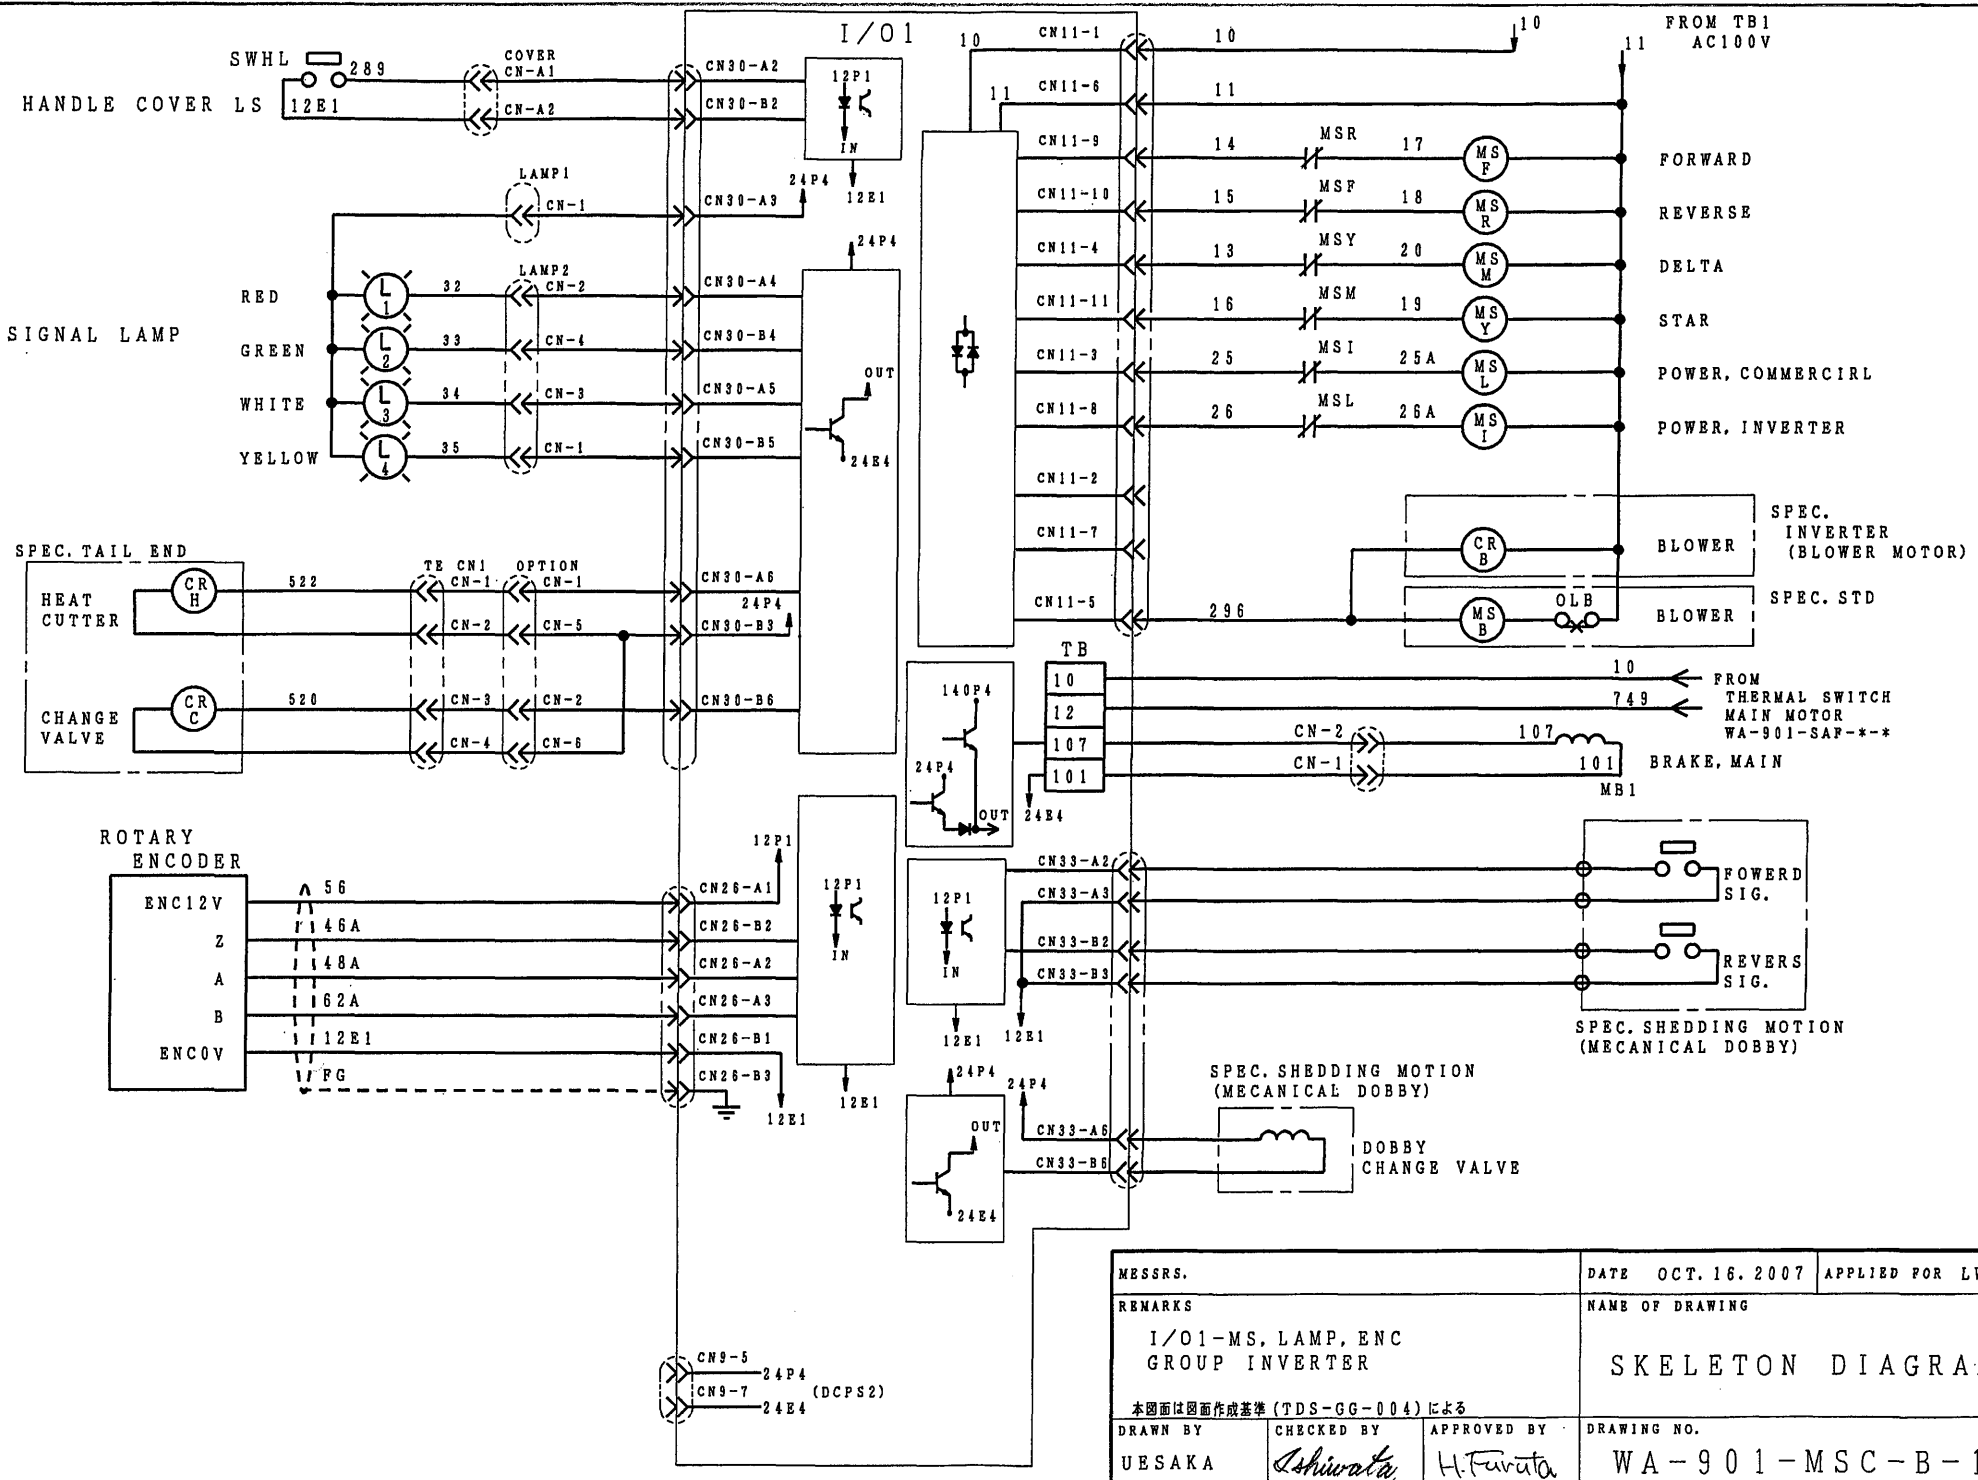 I/O1
SWHL
289
COVER
CN-A1
CN30-A2
HANDLE COVER LS
12E1
CN-A2
CN30-B2
12P1
IN
12E1
LAMP1
CN-1
CN30-A3
24P4
24P4
SIGNAL LAMP
LAMP2
RED
L1
32
CN-2
CN30-A4
GREEN
L2
33
CN-4
CN30-B4
WHITE
L3
34
CN-3
CN30-A5
YELLOW
L4
35
CN-1
CN30-B5
OUT
24E4
SPEC. TAIL END
TE CN1
OPTION
HEAT
CUTTER
CR
H
522
CN-1
CN-1
CN30-A6
24P4
CN-2
CN-5
CN30-B3
CHANGE
VALVE
CR
C
520
CN-3
CN-2
CN30-B6
CN-4
CN-6
ROTARY
ENCODER
ENC12V
56
CN26-A1
12P1
Z
46A
CN26-B2
A
48A
CN26-A2
B
62A
CN26-A3
ENC0V
12E1
CN26-B1
FG
CN26-B3
12E1
12P1
IN
12E1
CN9-5
24P4
CN9-7
24E4
(DCPS2)
10
CN11-1
10
10
FROM TB1
AC100V
11
11
CN11-6
11
CN11-9
14
MSR
17
MS
F
FORWARD
CN11-10
15
MSF
18
MS
R
REVERSE
CN11-4
13
MSY
20
MS
M
DELTA
CN11-11
16
MSM
19
MS
Y
STAR
CN11-3
25
MSI
25A
MS
L
POWER, COMMERCIRL
CN11-8
26
MSL
26A
MS
I
POWER, INVERTER
CN11-2
CN11-7
CR
B
BLOWER
SPEC.
INVERTER
(BLOWER MOTOR)
CN11-5
296
MS
B
OLB
BLOWER
SPEC. STD
TB
10
12
107
101
10
749
FROM
THERMAL SWITCH
MAIN MOTOR
WA-901-SAF-*-*
140P4
24P4
OUT
24E4
CN-2
107
CN-1
101
MB1
BRAKE, MAIN
12P1
IN
12E1
12E1
CN33-A2
CN33-A3
CN33-B2
CN33-B3
FOWERD
SIG.
REVERS
SIG.
SPEC. SHEDDING MOTION
(MECANICAL DOBBY)
24P4
24P4
OUT
24E4
CN33-A6
CN33-B6
SPEC. SHEDDING MOTION
(MECANICAL DOBBY)
DOBBY
CHANGE VALVE
MESSRS.
DATE OCT. 16. 2007
APPLIED FOR
REMARKS
I/O1-MS, LAMP, ENC
GROUP INVERTER
本図面は図面作成基準 (TDS-GG-004) による
NAME OF DRAWING
SKELETON DIAGRA
DRAWN BY
UESAKA
CHECKED BY
Ishiwata
APPROVED BY
H.Furuta
DRAWING NO.
WA-901-MSC-B-1